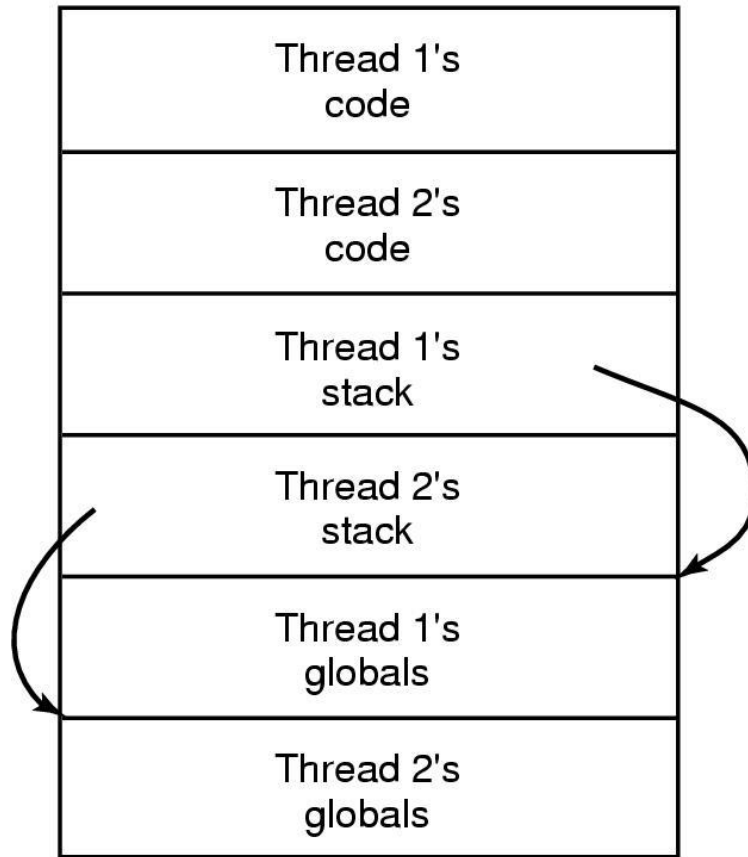 Thread 1's
code
Thread 2's
code
Thread 1's
stack
Thread 2's
stack
Thread 1's
globals
Thread 2's
globals